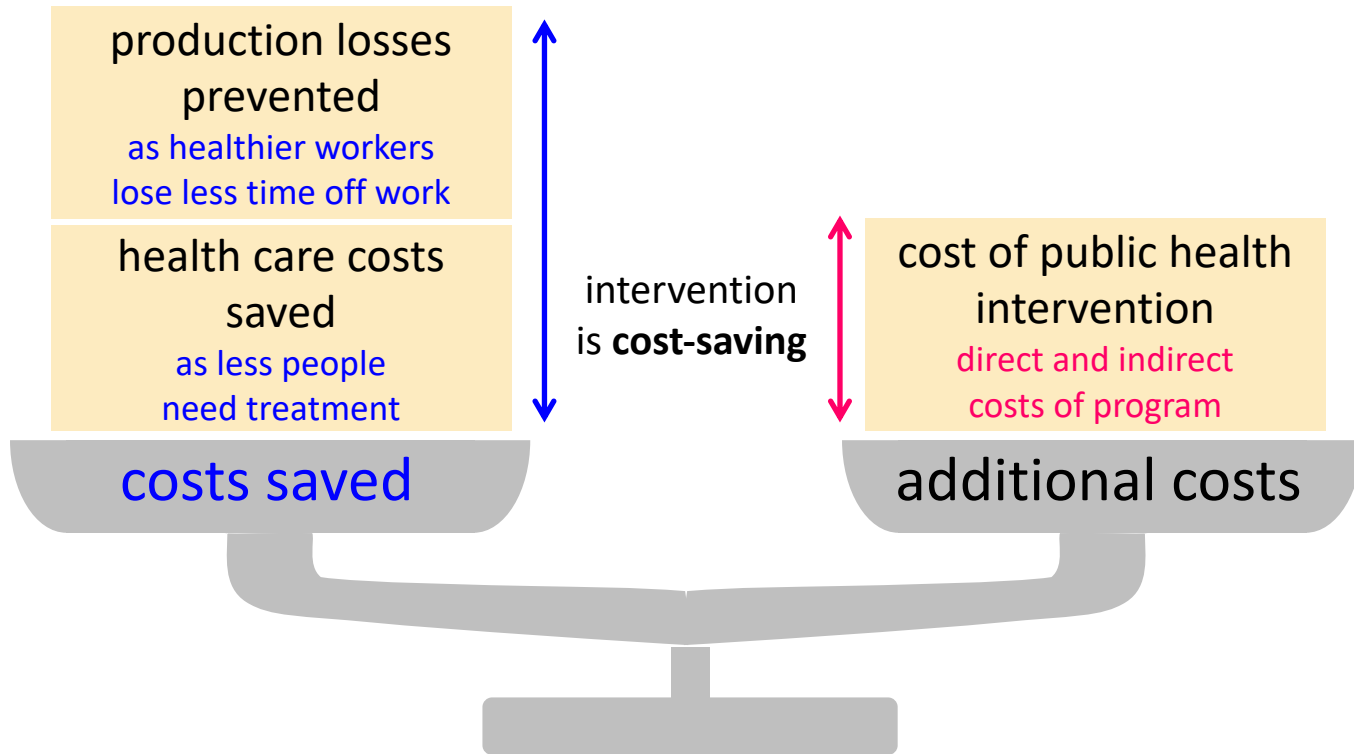 production losses
prevented
as healthier workers
lose less time off work
health care costs
saved
as less people
need treatment
costs saved
intervention
is cost-saving
cost of public health
intervention
direct and indirect
costs of program
additional costs